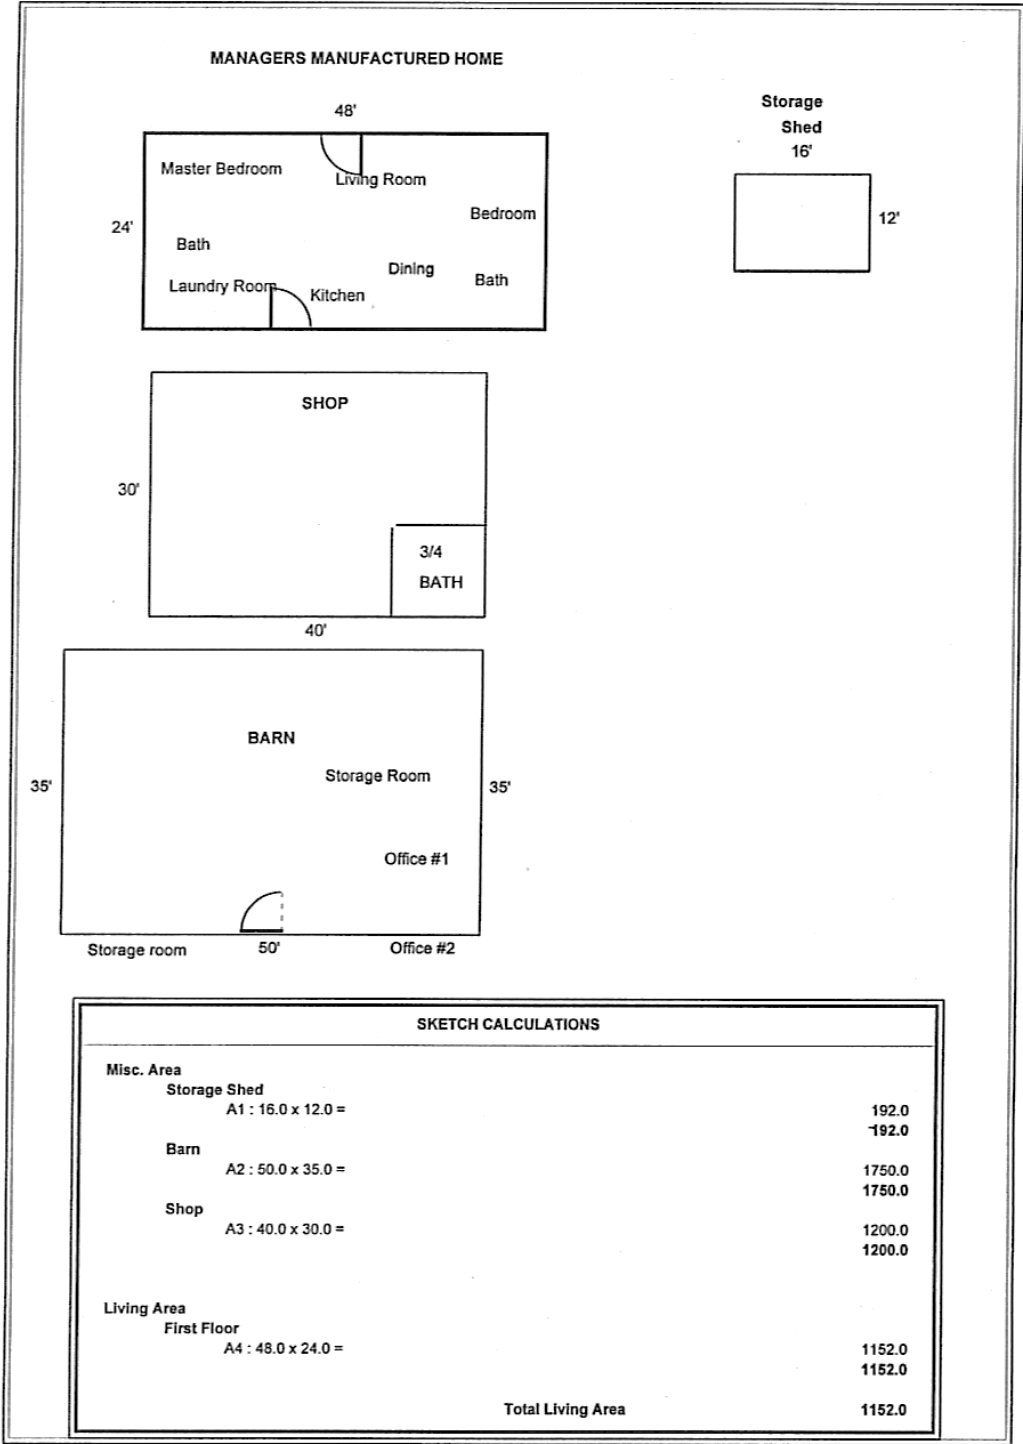 MANAGERS MANUFACTURED HOME
48'
Storage
Shed
16'
12'
24'
Master Bedroom
Living Room
Bedroom
Bath
Dining
Laundry Room
Kitchen
Bath
SHOP
30'
3/4
BATH
40'
BARN
Storage Room
35'
35'
Office #1
Storage room
50'
Office #2
SKETCH CALCULATIONS
Misc. Area
Storage Shed
A1 : 16.0 x 12.0 = 192.0
192.0
Barn
A2 : 50.0 x 35.0 = 1750.0
1750.0
Shop
A3 : 40.0 x 30.0 = 1200.0
1200.0
Living Area
First Floor
A4 : 48.0 x 24.0 = 1152.0
1152.0
Total Living Area 1152.0